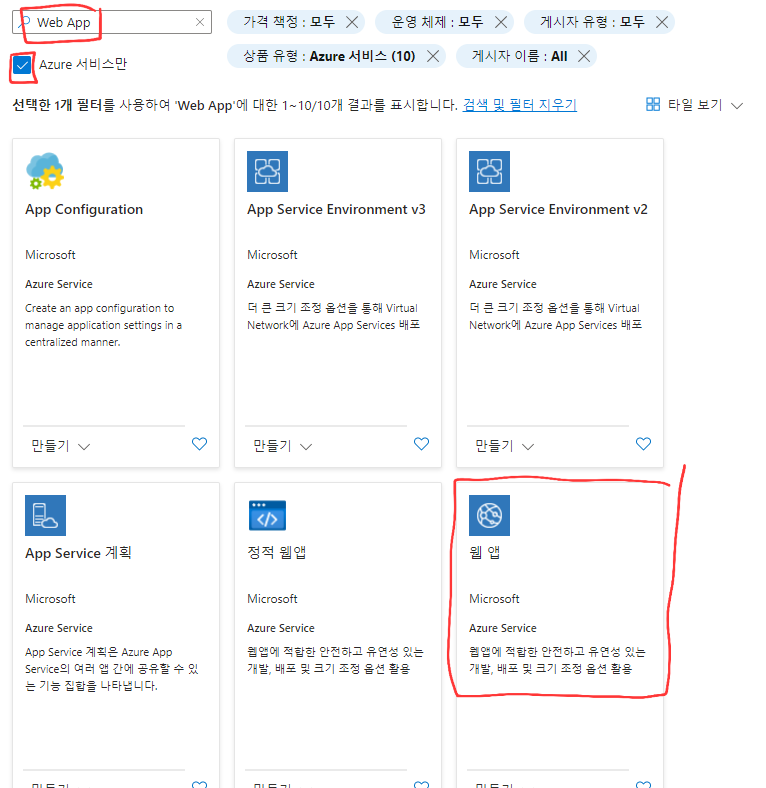 Web App
가격 책정 : 모두
운영 체제 : 모두
게시자 유형 : 모두
Azure 서비스만
상품 유형 : Azure 서비스 (10)
게시자 이름 : All
선택한 1개 필터를 사용하여 'Web App'에 대한 1~10/10개 결과를 표시합니다. 검색 및 필터 지우기
타일 보기
App Configuration
Microsoft
Azure Service
Create an app configuration to
manage application settings in a
centralized manner.
만들기
App Service Environment v3
Microsoft
Azure Service
더 큰 크기 조정 옵션을 통해 Virtual
Network에 Azure App Services 배포
만들기
App Service Environment v2
Microsoft
Azure Service
더 큰 크기 조정 옵션을 통해 Virtual
Network에 Azure App Services 배포
만들기
App Service 계획
Microsoft
Azure Service
App Service 계획은 Azure App
Service의 여러 앱 간에 공유할 수 있
는 기능 집합을 나타냅니다.
만들기
정적 웹앱
Microsoft
Azure Service
웹앱에 적합한 안전하고 유연성 있는
개발, 배포 및 크기 조정 옵션 활용
만들기
웹 앱
Microsoft
Azure Service
웹앱에 적합한 안전하고 유연성 있는
개발, 배포 및 크기 조정 옵션 활용
만들기